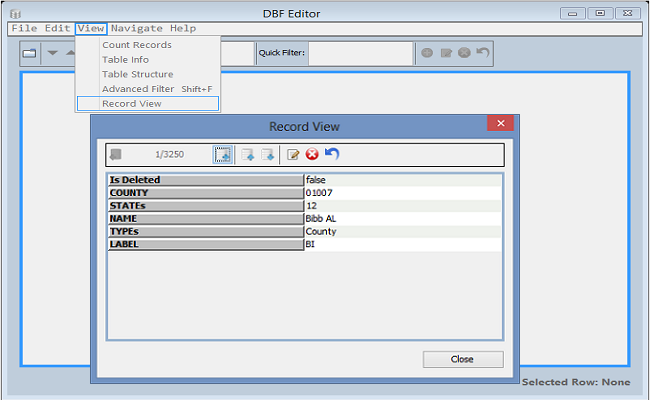 DBF Editor
File Edit View Navigate Help
Count Records
Table Info
Table Structure
Advanced Filter Shift+F
Record View
Quick Filter:
Record View
1/3250
Is Deleted false
COUNTY 01007
STATEs 12
NAME Bibb AL
TYPEs County
LABEL BI
Close
Selected Row: None